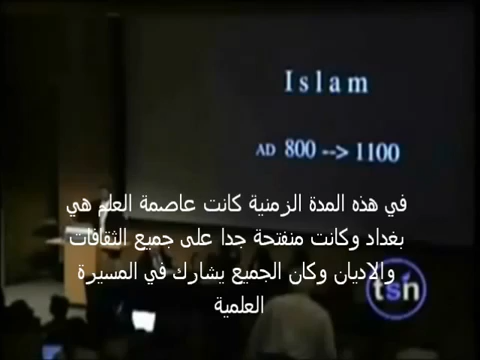 Islam
AD 800 --> 1100
في هذه المدة الزمنية كانت عاصمة العلم هي
بغداد وكانت منفتحة جدا على جميع الثقافات
والاديان وكان الجميع يشارك في المسيرة
العلمية
tsn